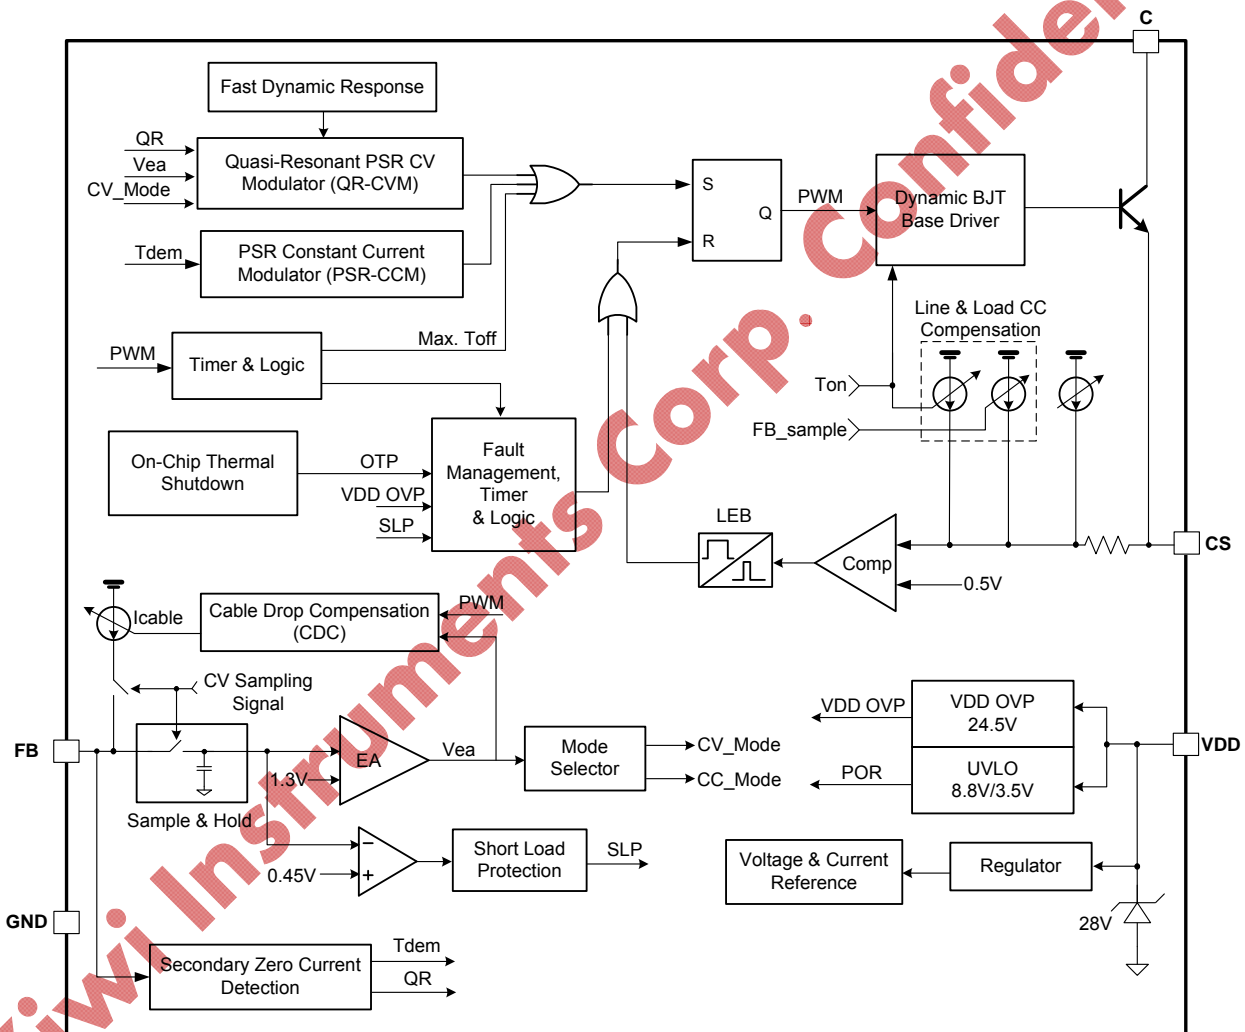 C
Fast Dynamic Response
QR
Vea
CV_Mode
Quasi-Resonant PSR CV
Modulator (QR-CVM)
Tdem
PSR Constant Current
Modulator (PSR-CCM)
S
R
Q
PWM
Dynamic BJT
Base Driver
PWM
Timer & Logic
Max. Toff
Line & Load CC
Compensation
Ton
FB_sample
On-Chip Thermal
Shutdown
OTP
VDD OVP
SLP
Fault
Management,
Timer
& Logic
LEB
Comp
0.5V
CS
Icable
Cable Drop Compensation
(CDC)
PWM
CV Sampling
Signal
FB
Sample & Hold
1.3V
EA
Vea
Mode
Selector
CV_Mode
CC_Mode
VDD OVP
POR
VDD OVP
24.5V
UVLO
8.8V/3.5V
VDD
0.45V
−
+
Short Load
Protection
SLP
Voltage & Current
Reference
Regulator
28V
GND
Secondary Zero Current
Detection
Tdem
QR
Kiwi Instruments Corp. Confiden